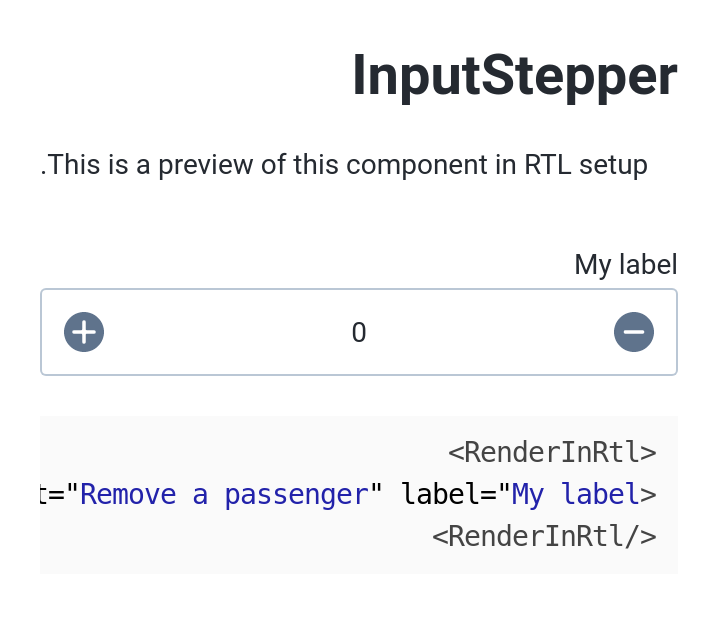 InputStepper
.This is a preview of this component in RTL setup
My label
0
<RenderInRtl>
t="Remove a passenger" label="My label>
<RenderInRtl/>